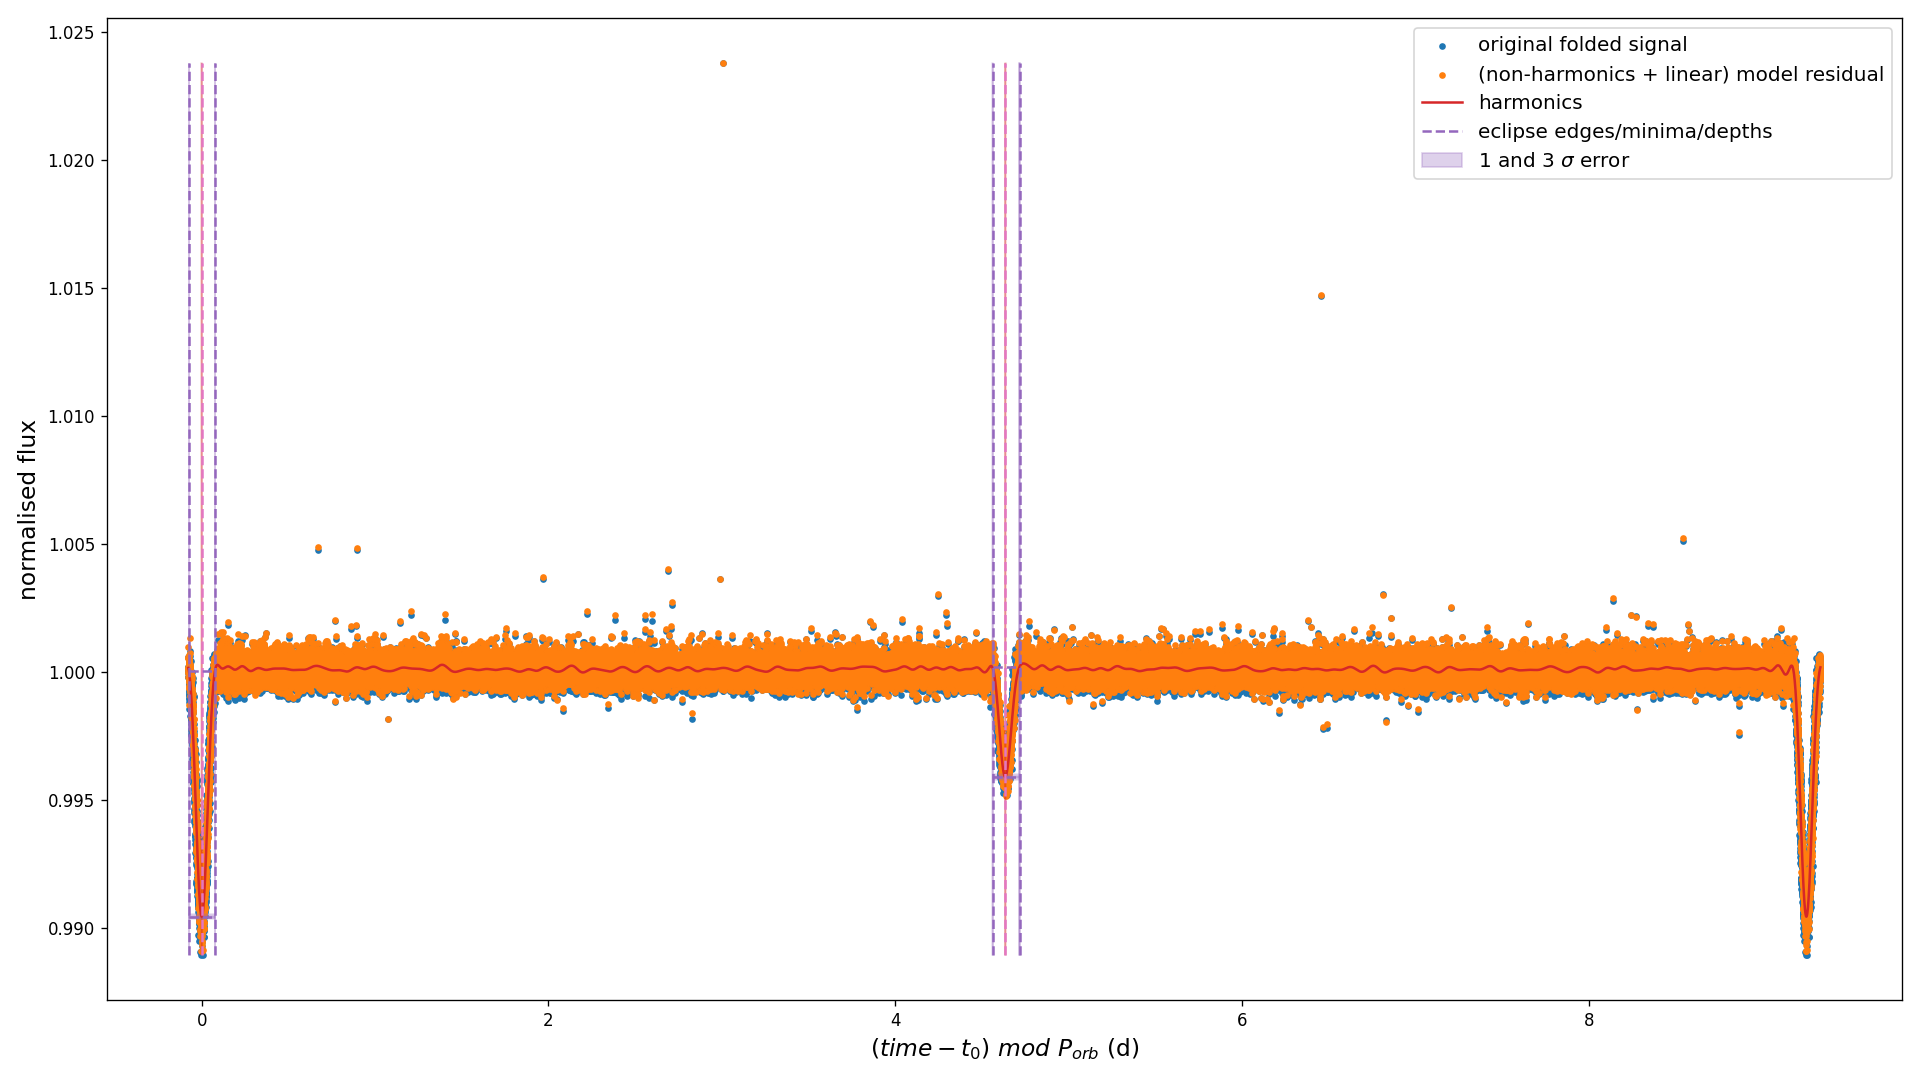 1.025
1.020
1.015
1.010
1.005
1.000
0.995
0.990
normalised flux
original folded signal
(non-harmonics + linear) model residual
harmonics
eclipse edges/minima/depths
1 and 3 σ error
0 2 4 6 8
(time − t₀) mod Pₒᵣb (d)